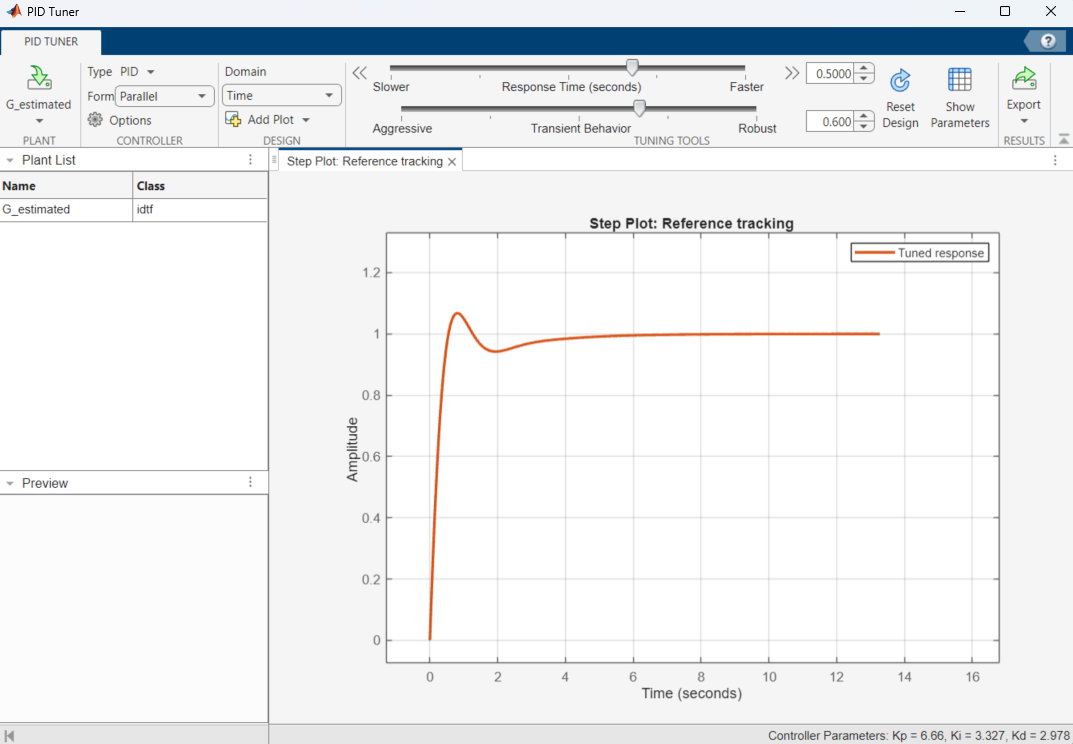 PID Tuner
PID TUNER
?
G_estimated
PLANT
Type PID
Form Parallel
Options
CONTROLLER
Domain
Time
Add Plot
DESIGN
Slower Response Time (seconds) Faster
0.5000
Aggressive Transient Behavior Robust
0.600
TUNING TOOLS
Reset
Design
Show
Parameters
Export
RESULTS
Plant List
Name Class
G_estimated idtf
Preview
Step Plot: Reference tracking
Step Plot: Reference tracking
Tuned response
1.2
1
0.8
0.6
0.4
0.2
0
Amplitude
0 2 4 6 8 10 12 14 16
Time (seconds)
Controller Parameters: Kp = 6.66, Ki = 3.327, Kd = 2.978